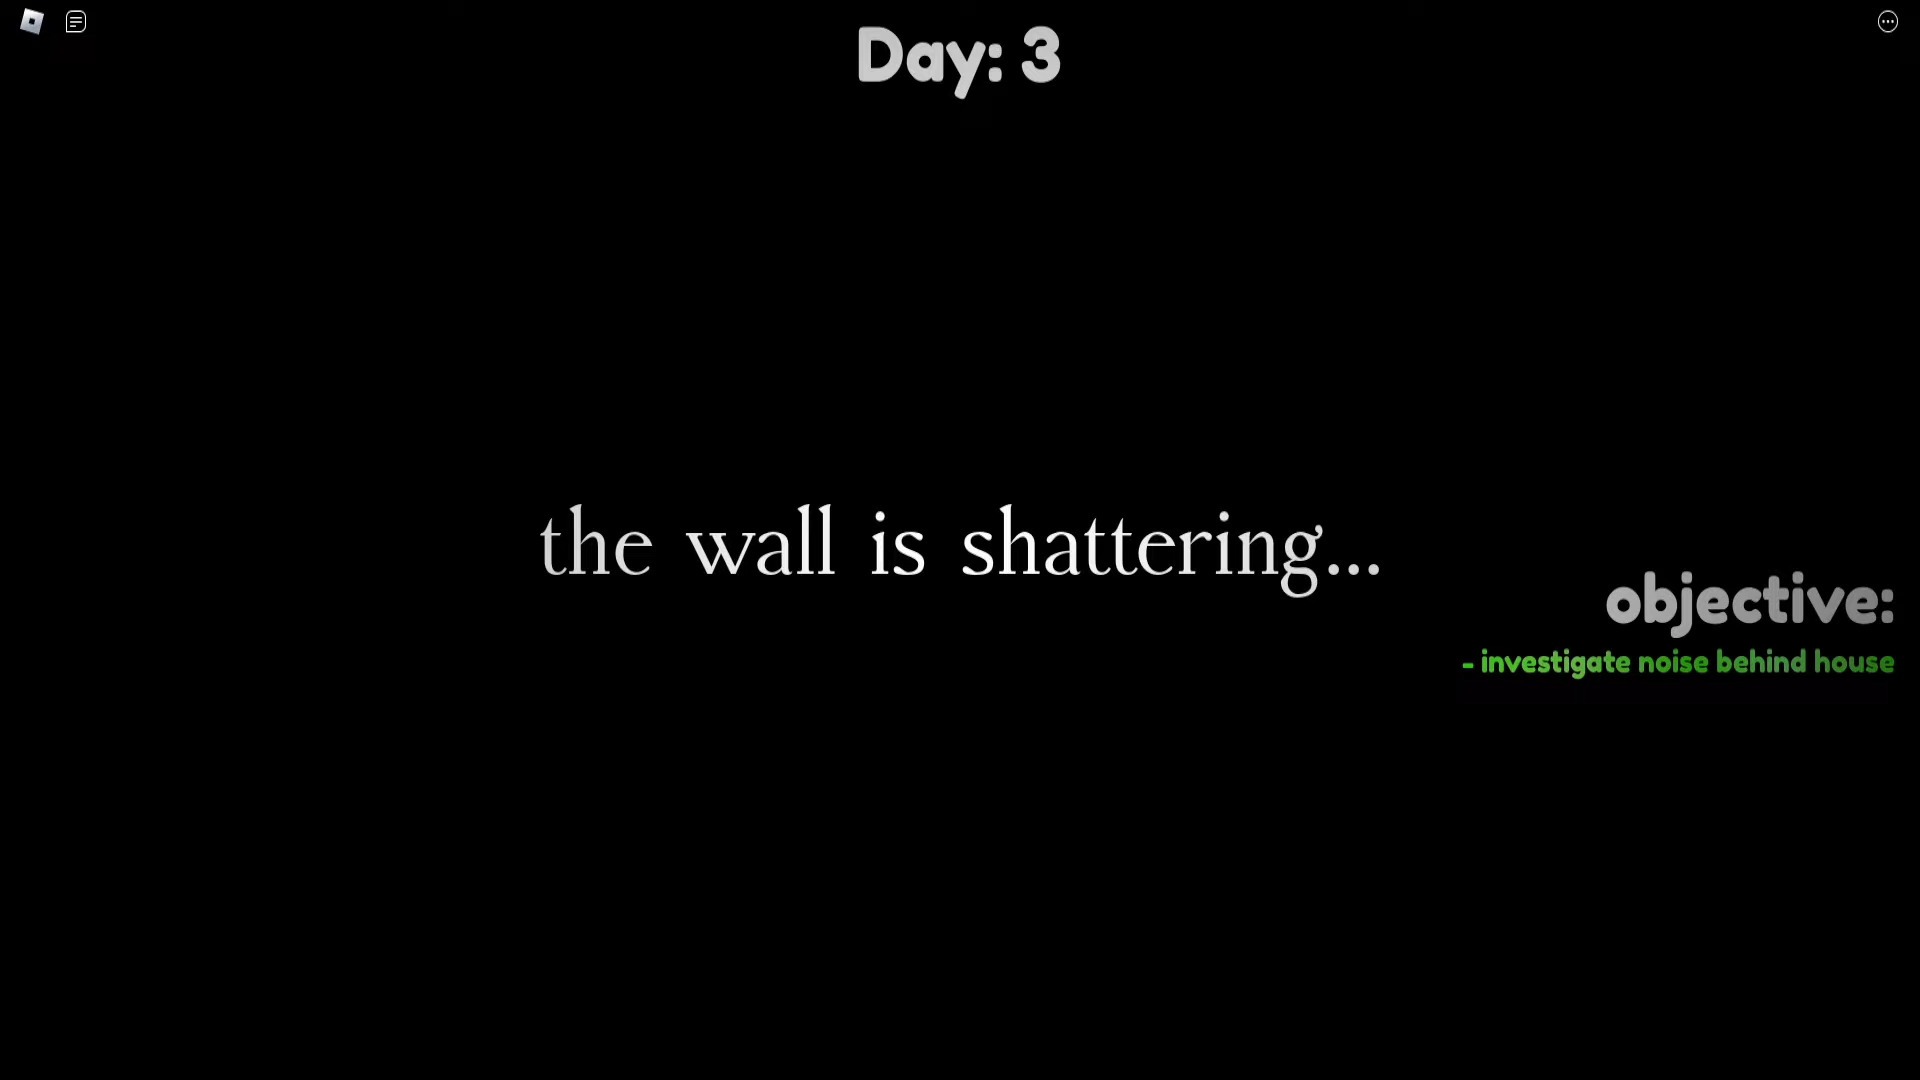 Day: 3
the wall is shattering...
objective:
- investigate noise behind house